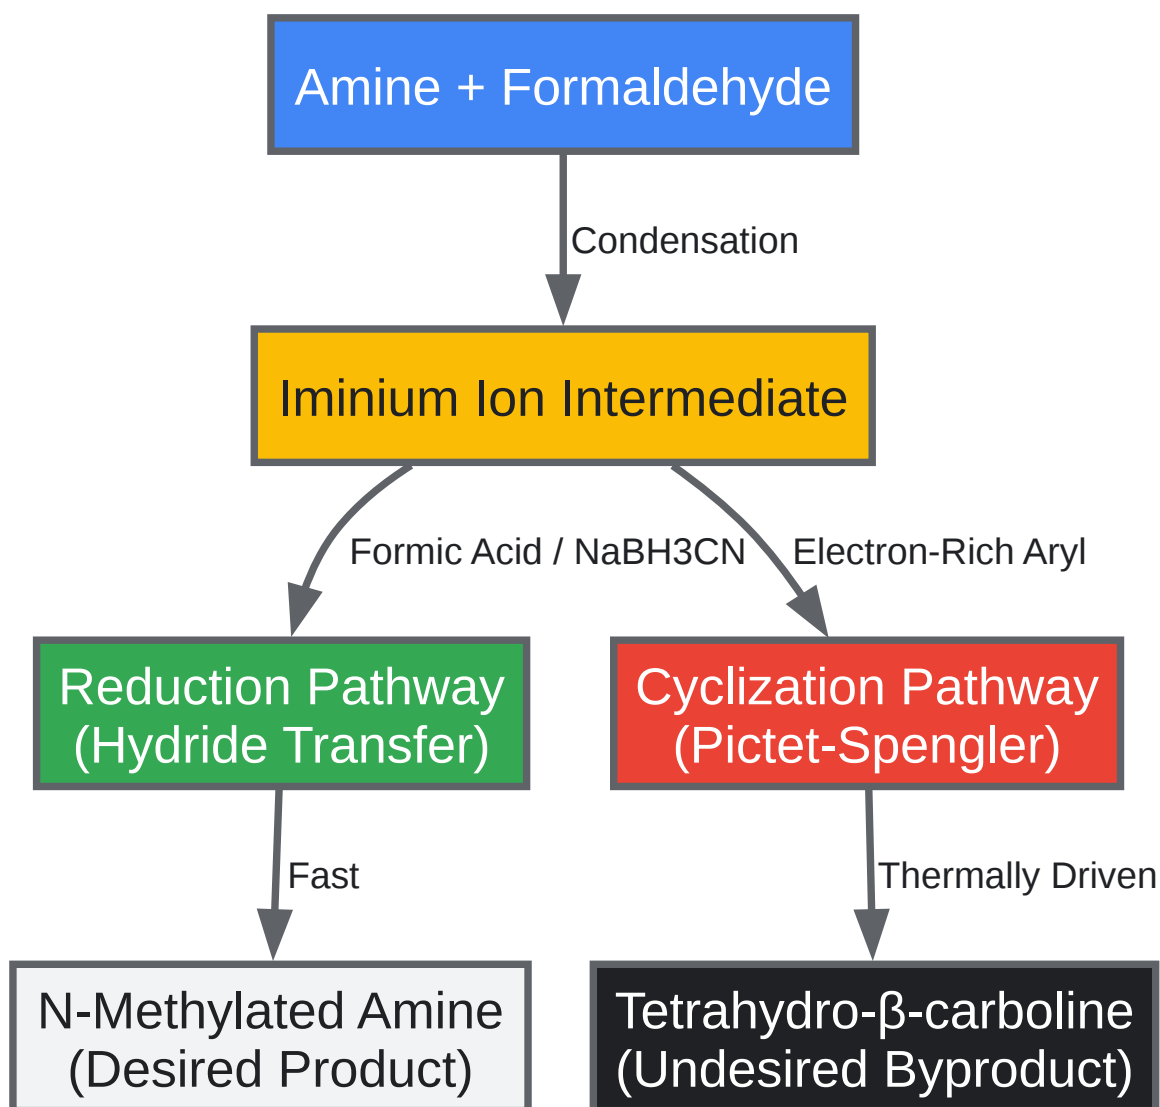 Amine + Formaldehyde
Condensation
Iminium Ion Intermediate
Formic Acid / NaBH3CN
Electron-Rich Aryl
Reduction Pathway
(Hydride Transfer)
Cyclization Pathway
(Pictet-Spengler)
Fast
Thermally Driven
N-Methylated Amine
(Desired Product)
Tetrahydro-β-carboline
(Undesired Byproduct)